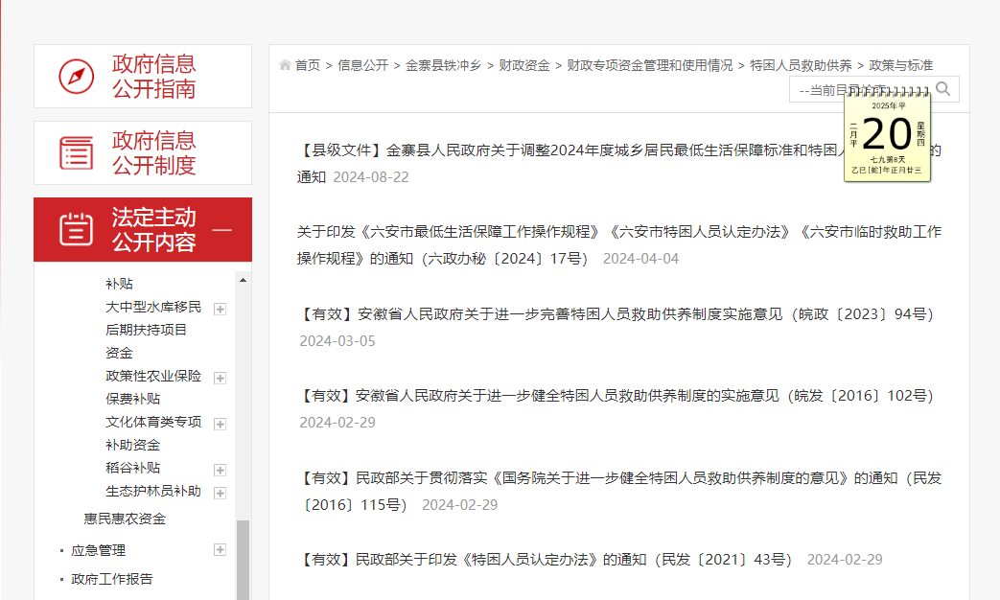 政府信息
公开指南
政府信息
公开制度
法定主动
公开内容
补贴
大中型水库移民
后期扶持项目
资金
政策性农业保险
保费补贴
文化体育类专项
补助资金
稻谷补贴
生态护林员补助
惠民惠农资金
· 应急管理
· 政府工作报告
首页 > 信息公开 > 金寨县铁冲乡 > 财政资金 > 财政专项资金管理和使用情况 > 特困人员救助供养 > 政策与标准
--当前目
2025年平
二月平
20
星期四
七九第8天
乙巳[蛇]年正月廿三
【县级文件】金寨县人民政府关于调整2024年度城乡居民最低生活保障标准和特困人 的
通知 2024-08-22
关于印发《六安市最低生活保障工作操作规程》《六安市特困人员认定办法》《六安市临时救助工作
操作规程》的通知（六政办秘〔2024〕17号） 2024-04-04
【有效】安徽省人民政府关于进一步完善特困人员救助供养制度实施意见（皖政〔2023〕94号）
2024-03-05
【有效】安徽省人民政府关于进一步健全特困人员救助供养制度的实施意见（皖发〔2016〕102号）
2024-02-29
【有效】民政部关于贯彻落实《国务院关于进一步健全特困人员救助供养制度的意见》的通知（民发
〔2016〕115号） 2024-02-29
【有效】民政部关于印发《特困人员认定办法》的通知（民发〔2021〕43号） 2024-02-29